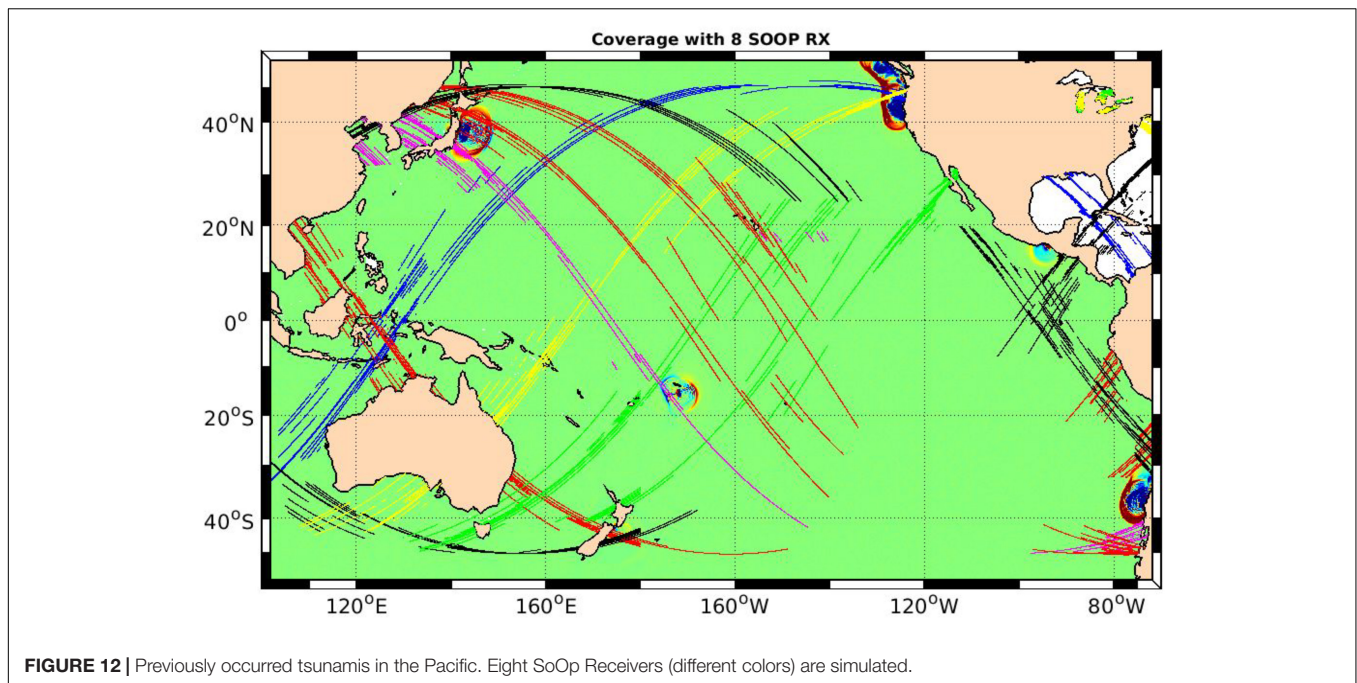 Coverage with 8 SOOP RX
40°N
20°N
0°
20°S
40°S
120°E 160°E 160°W 120°W 80°W
FIGURE 12 | Previously occurred tsunamis in the Pacific. Eight SoOp Receivers (different colors) are simulated.